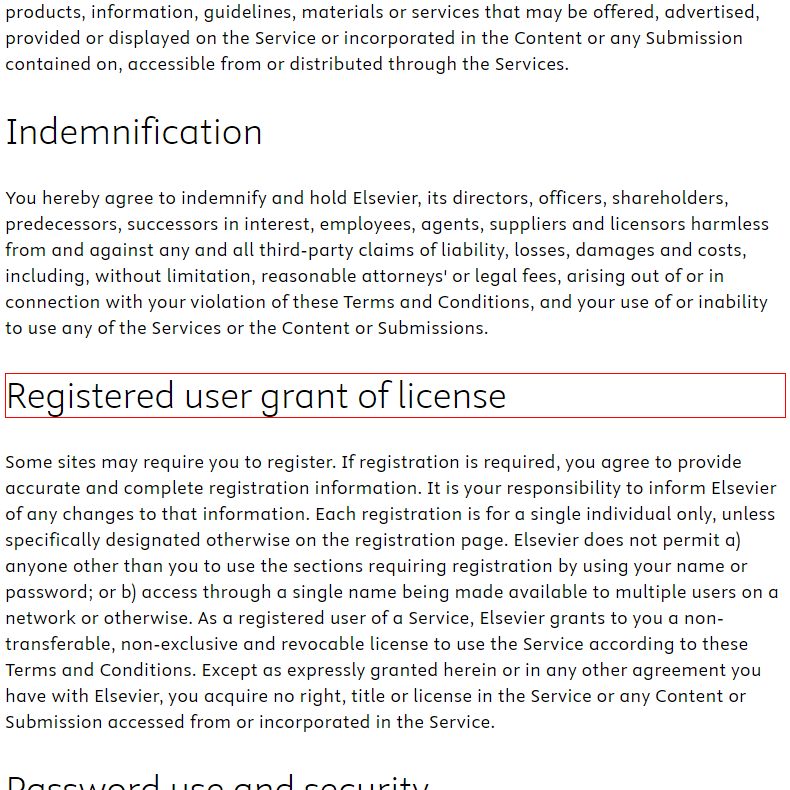 products, information, guidelines, materials or services that may be offered, advertised,
provided or displayed on the Service or incorporated in the Content or any Submission
contained on, accessible from or distributed through the Services.
Indemnification
You hereby agree to indemnify and hold Elsevier, its directors, officers, shareholders,
predecessors, successors in interest, employees, agents, suppliers and licensors harmless
from and against any and all third-party claims of liability, losses, damages and costs,
including, without limitation, reasonable attorneys' or legal fees, arising out of or in
connection with your violation of these Terms and Conditions, and your use of or inability
to use any of the Services or the Content or Submissions.
Registered user grant of license
Some sites may require you to register. If registration is required, you agree to provide
accurate and complete registration information. It is your responsibility to inform Elsevier
of any changes to that information. Each registration is for a single individual only, unless
specifically designated otherwise on the registration page. Elsevier does not permit a)
anyone other than you to use the sections requiring registration by using your name or
password; or b) access through a single name being made available to multiple users on a
network or otherwise. As a registered user of a Service, Elsevier grants to you a non-
transferable, non-exclusive and revocable license to use the Service according to these
Terms and Conditions. Except as expressly granted herein or in any other agreement you
have with Elsevier, you acquire no right, title or license in the Service or any Content or
Submission accessed from or incorporated in the Service.
Password use and security